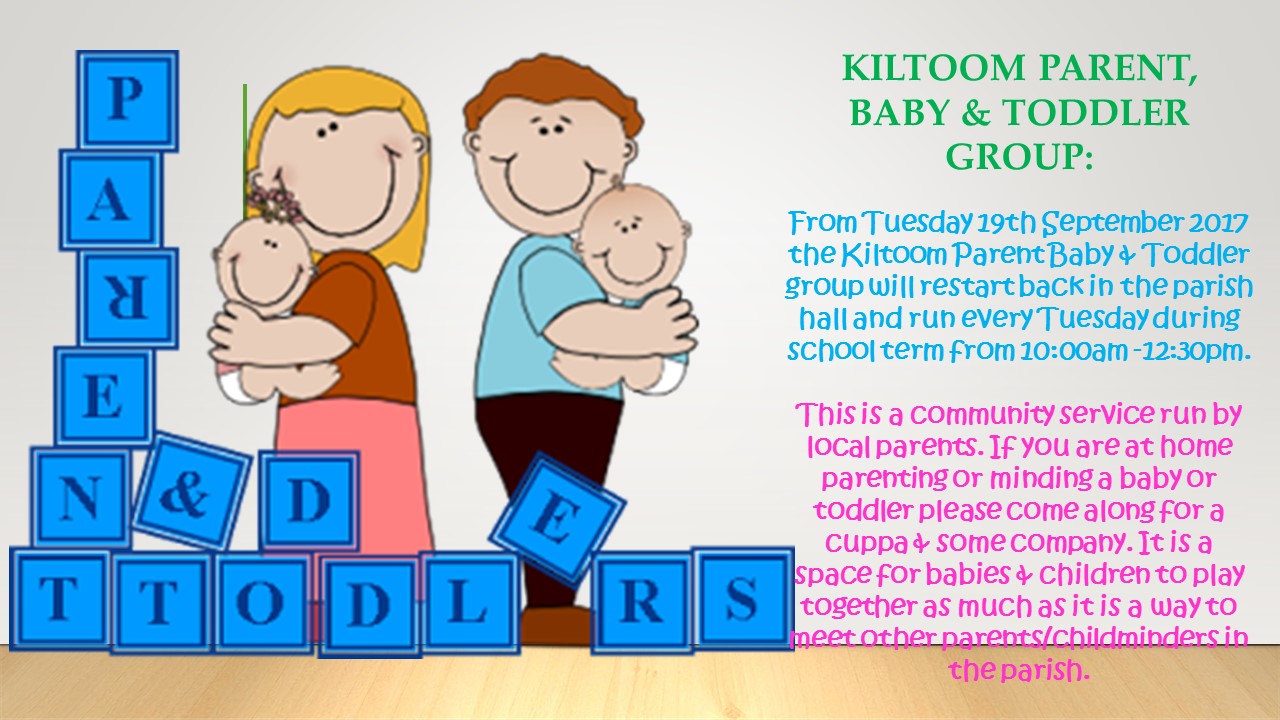 P
A
R
E
N & D E
T T O D L R S
KILTOOM PARENT,
BABY & TODDLER
GROUP:
From Tuesday 19th September 2017
the Kiltoom Parent Baby & Toddler
group will restart back in the parish
hall and run every Tuesday during
school term from 10:00am -12:30pm.
This is a community service run by
local parents. If you are at home
parenting or minding a baby or
toddler please come along for a
cuppa & some company. It is a
space for babies & children to play
together as much as it is a way to
meet other parents/childminders in
the parish.